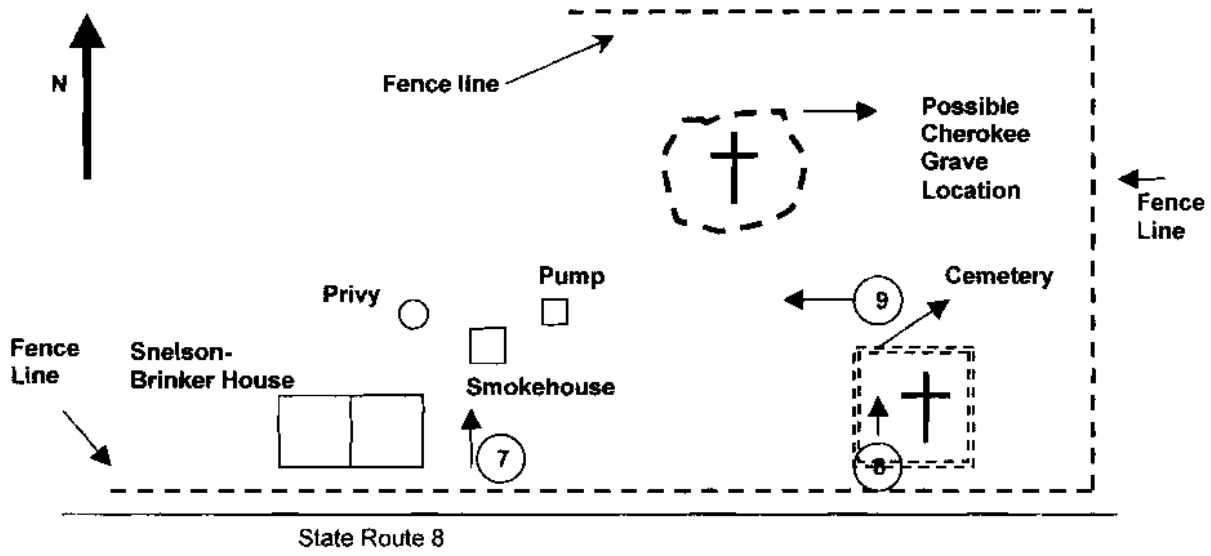 N
Fence line
Possible
Cherokee
Grave
Location
Fence
Line
Cemetery
9
Pump
Privy
Fence
Line
Snelson-
Brinker House
Smokehouse
7
8
State Route 8